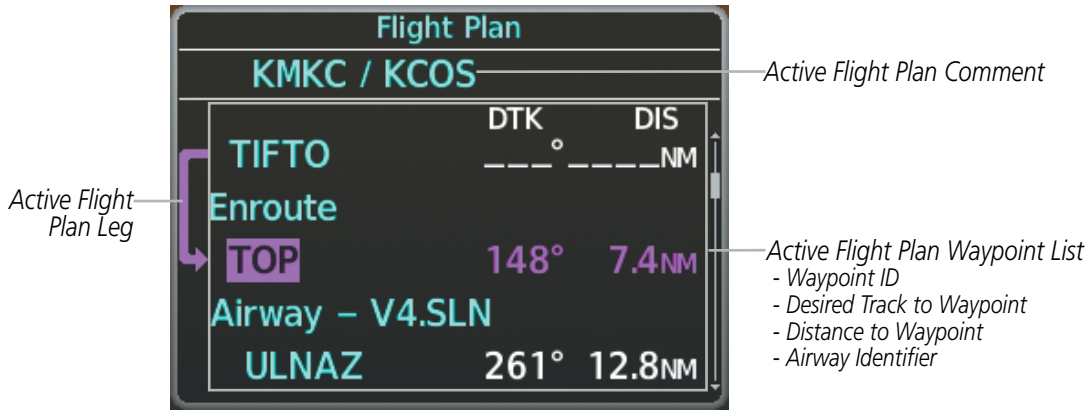 Flight Plan
KMKC / KCOS
Active Flight Plan Comment
DTK DIS
TIFTO _ _ _° _ _ _ _NM
Active Flight
Plan Leg
Enroute
TOP 148° 7.4NM
Active Flight Plan Waypoint List
- Waypoint ID
- Desired Track to Waypoint
- Distance to Waypoint
- Airway Identifier
Airway – V4.SLN
ULNAZ 261° 12.8NM